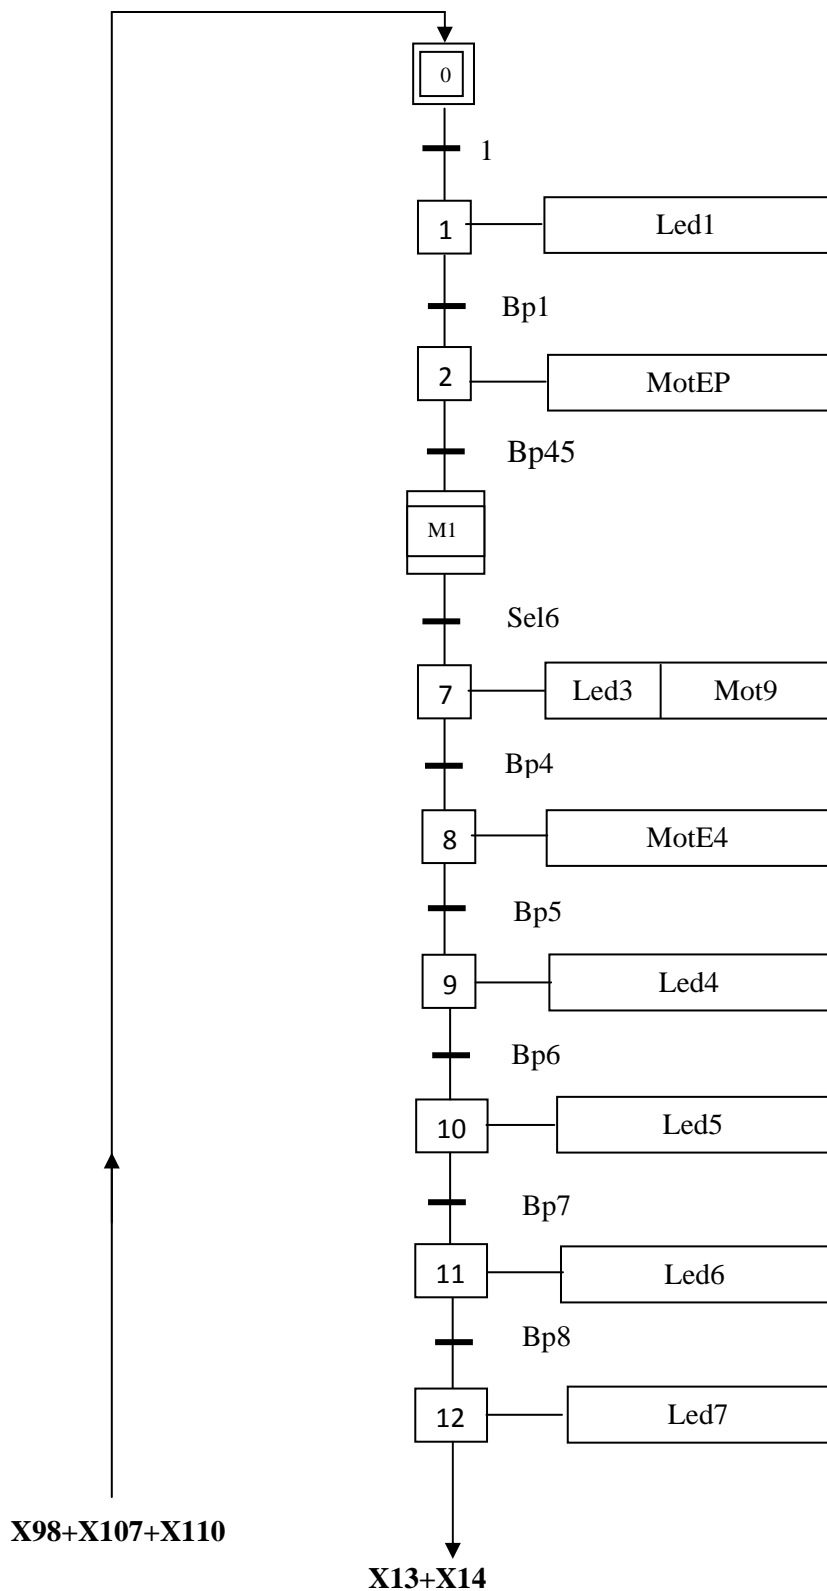 0
1
1 Led1
Bp1
2 MotEP
Bp45
M1
Sel6
7 Led3 Mot9
Bp4
8 MotE4
Bp5
9 Led4
Bp6
10 Led5
Bp7
11 Led6
Bp8
12 Led7
X98+X107+X110
X13+X14